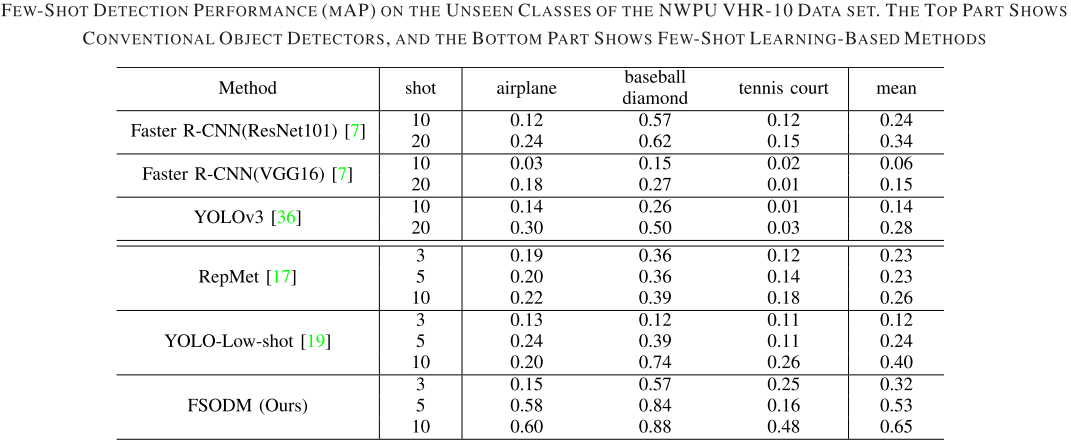 FEW-SHOT DETECTION PERFORMANCE (MAP) ON THE UNSEEN CLASSES OF THE NWPU VHR-10 DATA SET. THE TOP PART SHOWS
CONVENTIONAL OBJECT DETECTORS, AND THE BOTTOM PART SHOWS FEW-SHOT LEARNING-BASED METHODS
Method shot airplane baseball diamond tennis court mean
Faster R-CNN(ResNet101) [7] 10 0.12 0.57 0.12 0.24
20 0.24 0.62 0.15 0.34
Faster R-CNN(VGG16) [7] 10 0.03 0.15 0.02 0.06
20 0.18 0.27 0.01 0.15
YOLOv3 [36] 10 0.14 0.26 0.01 0.14
20 0.30 0.50 0.03 0.28
RepMet [17] 3 0.19 0.36 0.12 0.23
5 0.20 0.36 0.14 0.23
10 0.22 0.39 0.18 0.26
YOLO-Low-shot [19] 3 0.13 0.12 0.11 0.12
5 0.24 0.39 0.11 0.24
10 0.20 0.74 0.26 0.40
FSODM (Ours) 3 0.15 0.57 0.25 0.32
5 0.58 0.84 0.16 0.53
10 0.60 0.88 0.48 0.65